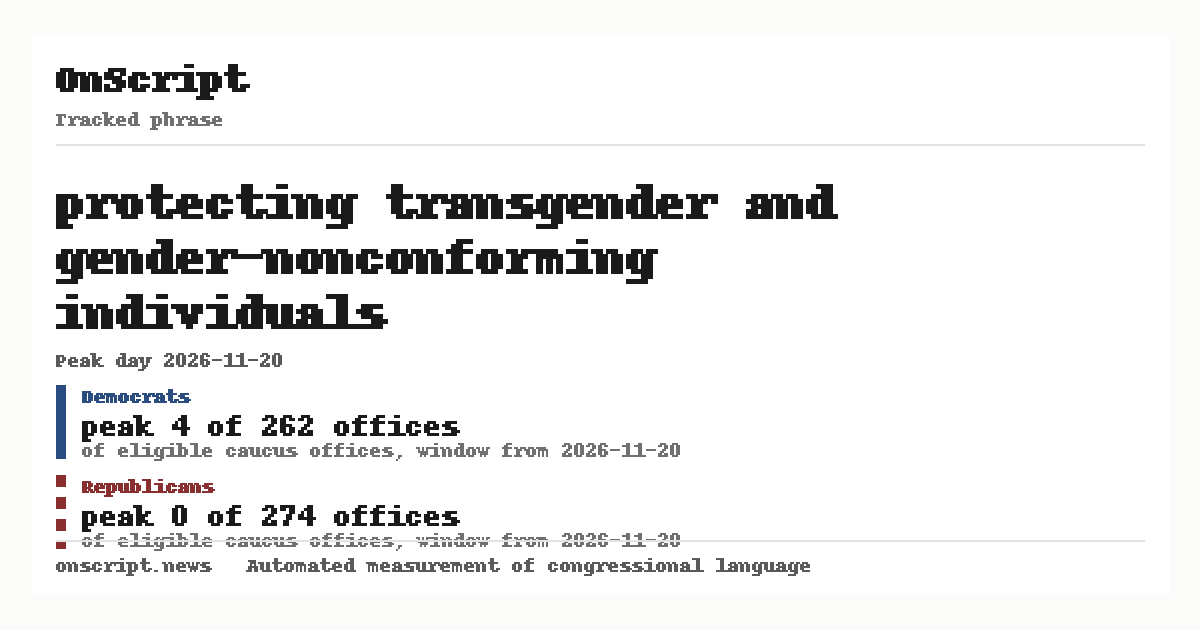 OnScript
Tracked phrase
protecting transgender and
gender-nonconforming
individuals
Peak day 2026-11-20
Democrats
peak 4 of 262 offices
of eligible caucus offices, window from 2026-11-20
Republicans
peak 0 of 274 offices
of eligible caucus offices, window from 2026-11-20
onscript.news Automated measurement of congressional language